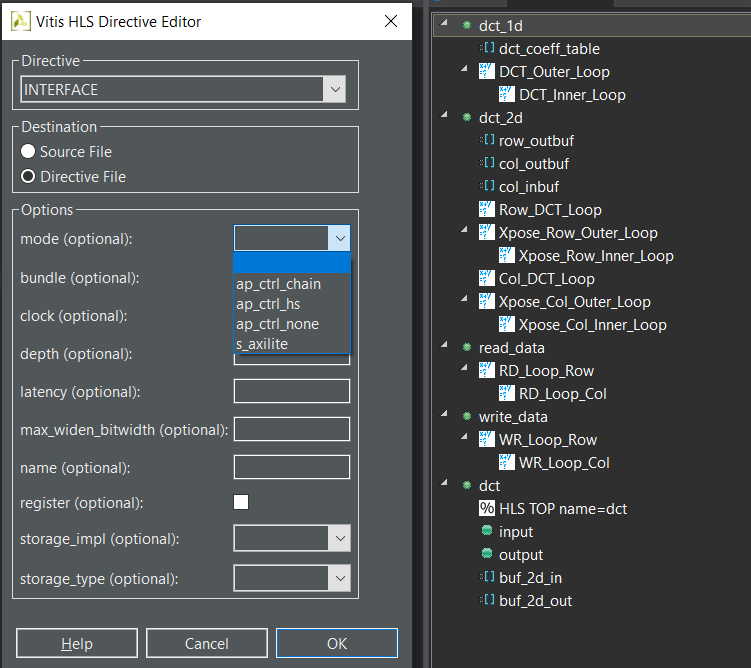 Vitis HLS Directive Editor
Directive
INTERFACE
Destination
Source File
Directive File
Options
mode (optional):
ap_ctrl_chain
ap_ctrl_hs
ap_ctrl_none
s_axilite
bundle (optional):
clock (optional):
depth (optional):
latency (optional):
max_widen_bitwidth (optional):
name (optional):
register (optional):
storage_impl (optional):
storage_type (optional):
Help
Cancel
OK
dct_1d
dct_coeff_table
DCT_Outer_Loop
DCT_Inner_Loop
dct_2d
row_outbuf
col_outbuf
col_inbuf
Row_DCT_Loop
Xpose_Row_Outer_Loop
Xpose_Row_Inner_Loop
Col_DCT_Loop
Xpose_Col_Outer_Loop
Xpose_Col_Inner_Loop
read_data
RD_Loop_Row
RD_Loop_Col
write_data
WR_Loop_Row
WR_Loop_Col
dct
% HLS TOP name=dct
input
output
buf_2d_in
buf_2d_out